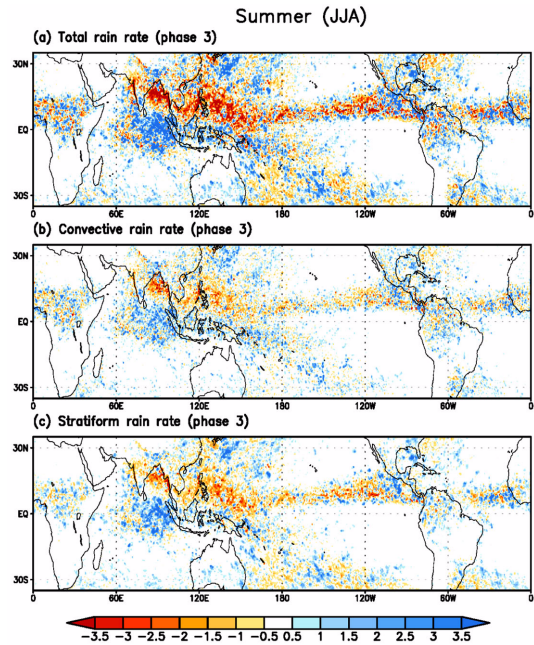 Summer (JJA)
(a) Total rain rate (phase 3)
30N
EQ
30S
0 60E 120E 180 120W 60W 0
(b) Convective rain rate (phase 3)
30N
EQ
30S
0 60E 120E 180 120W 60W 0
(c) Stratiform rain rate (phase 3)
30N
EQ
30S
0 60E 120E 180 120W 60W 0
-3.5 -3 -2.5 -2 -1.5 -1 -0.5 0.5 1 1.5 2 2.5 3 3.5